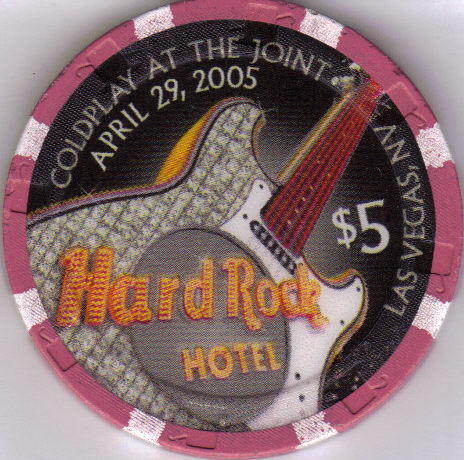 COLDPLAY AT THE JOINT
APRIL 29, 2005
LAS VEGAS, NV
$5
Hard Rock
HOTEL